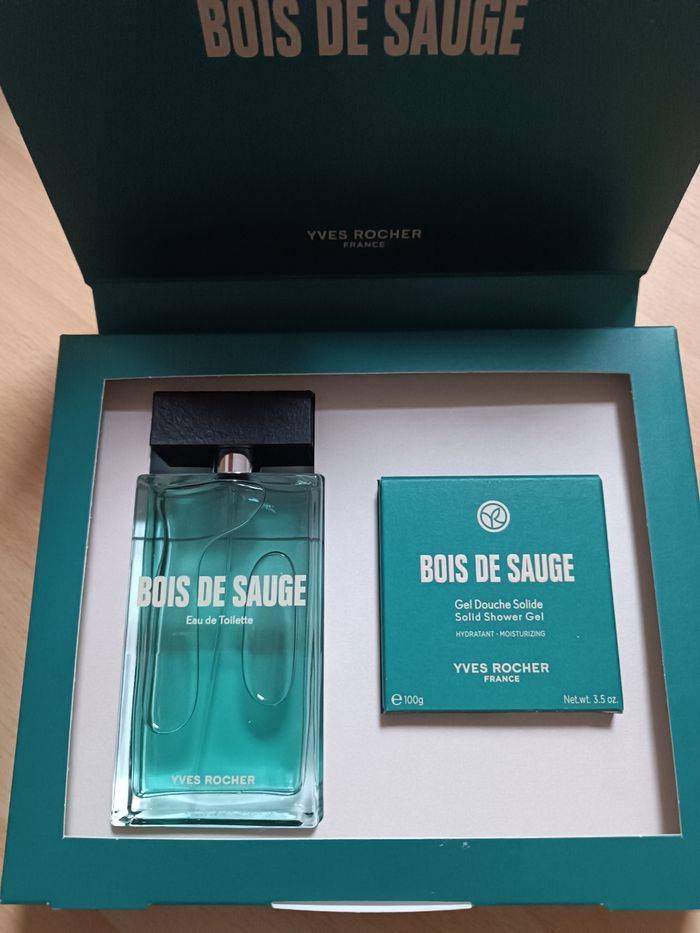 BOIS DE SAUGE
YVES ROCHER
FRANCE
BOIS DE SAUGE
Eau de Toilette
YVES ROCHER
BOIS DE SAUGE
Gel Douche Solide
Solid Shower Gel
HYDRATANT - MOISTURIZING
YVES ROCHER
FRANCE
℮ 100g
Net.wt. 3.5 oz.